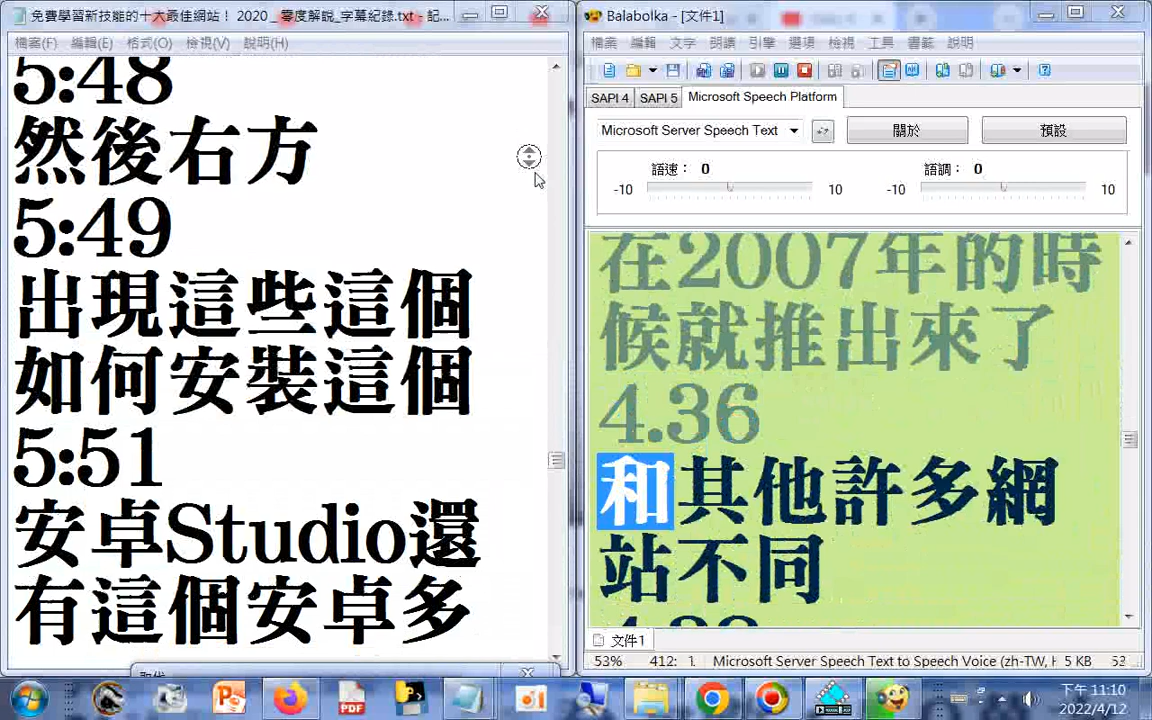 免費學習新技能的十大最佳網站！ 2020 _ 零度解說_字幕紀錄.txt - 記...
檔案(F) 編輯(E) 格式(O) 檢視(V) 說明(H)
5:48
然後右方
5:49
出現這些這個
如何安裝這個
5:51
安卓Studio還
有這個安卓多
取代
Balabolka - [文件1]
檔案 編輯 文字 朗讀 引擎 選項 檢視 工具 書籤 說明
SAPI 4 SAPI 5 Microsoft Speech Platform
Microsoft Server Speech Text 關於 預設
語速： 0 語調： 0
-10 10 -10 10
在2007年的時
候就推出來了
4.36
和其他許多網
站不同
文件1
53% 412: 1. Microsoft Server Speech Text to Speech Voice (zh-TW, H 5 KB 53
下午 11:10
2022/4/12